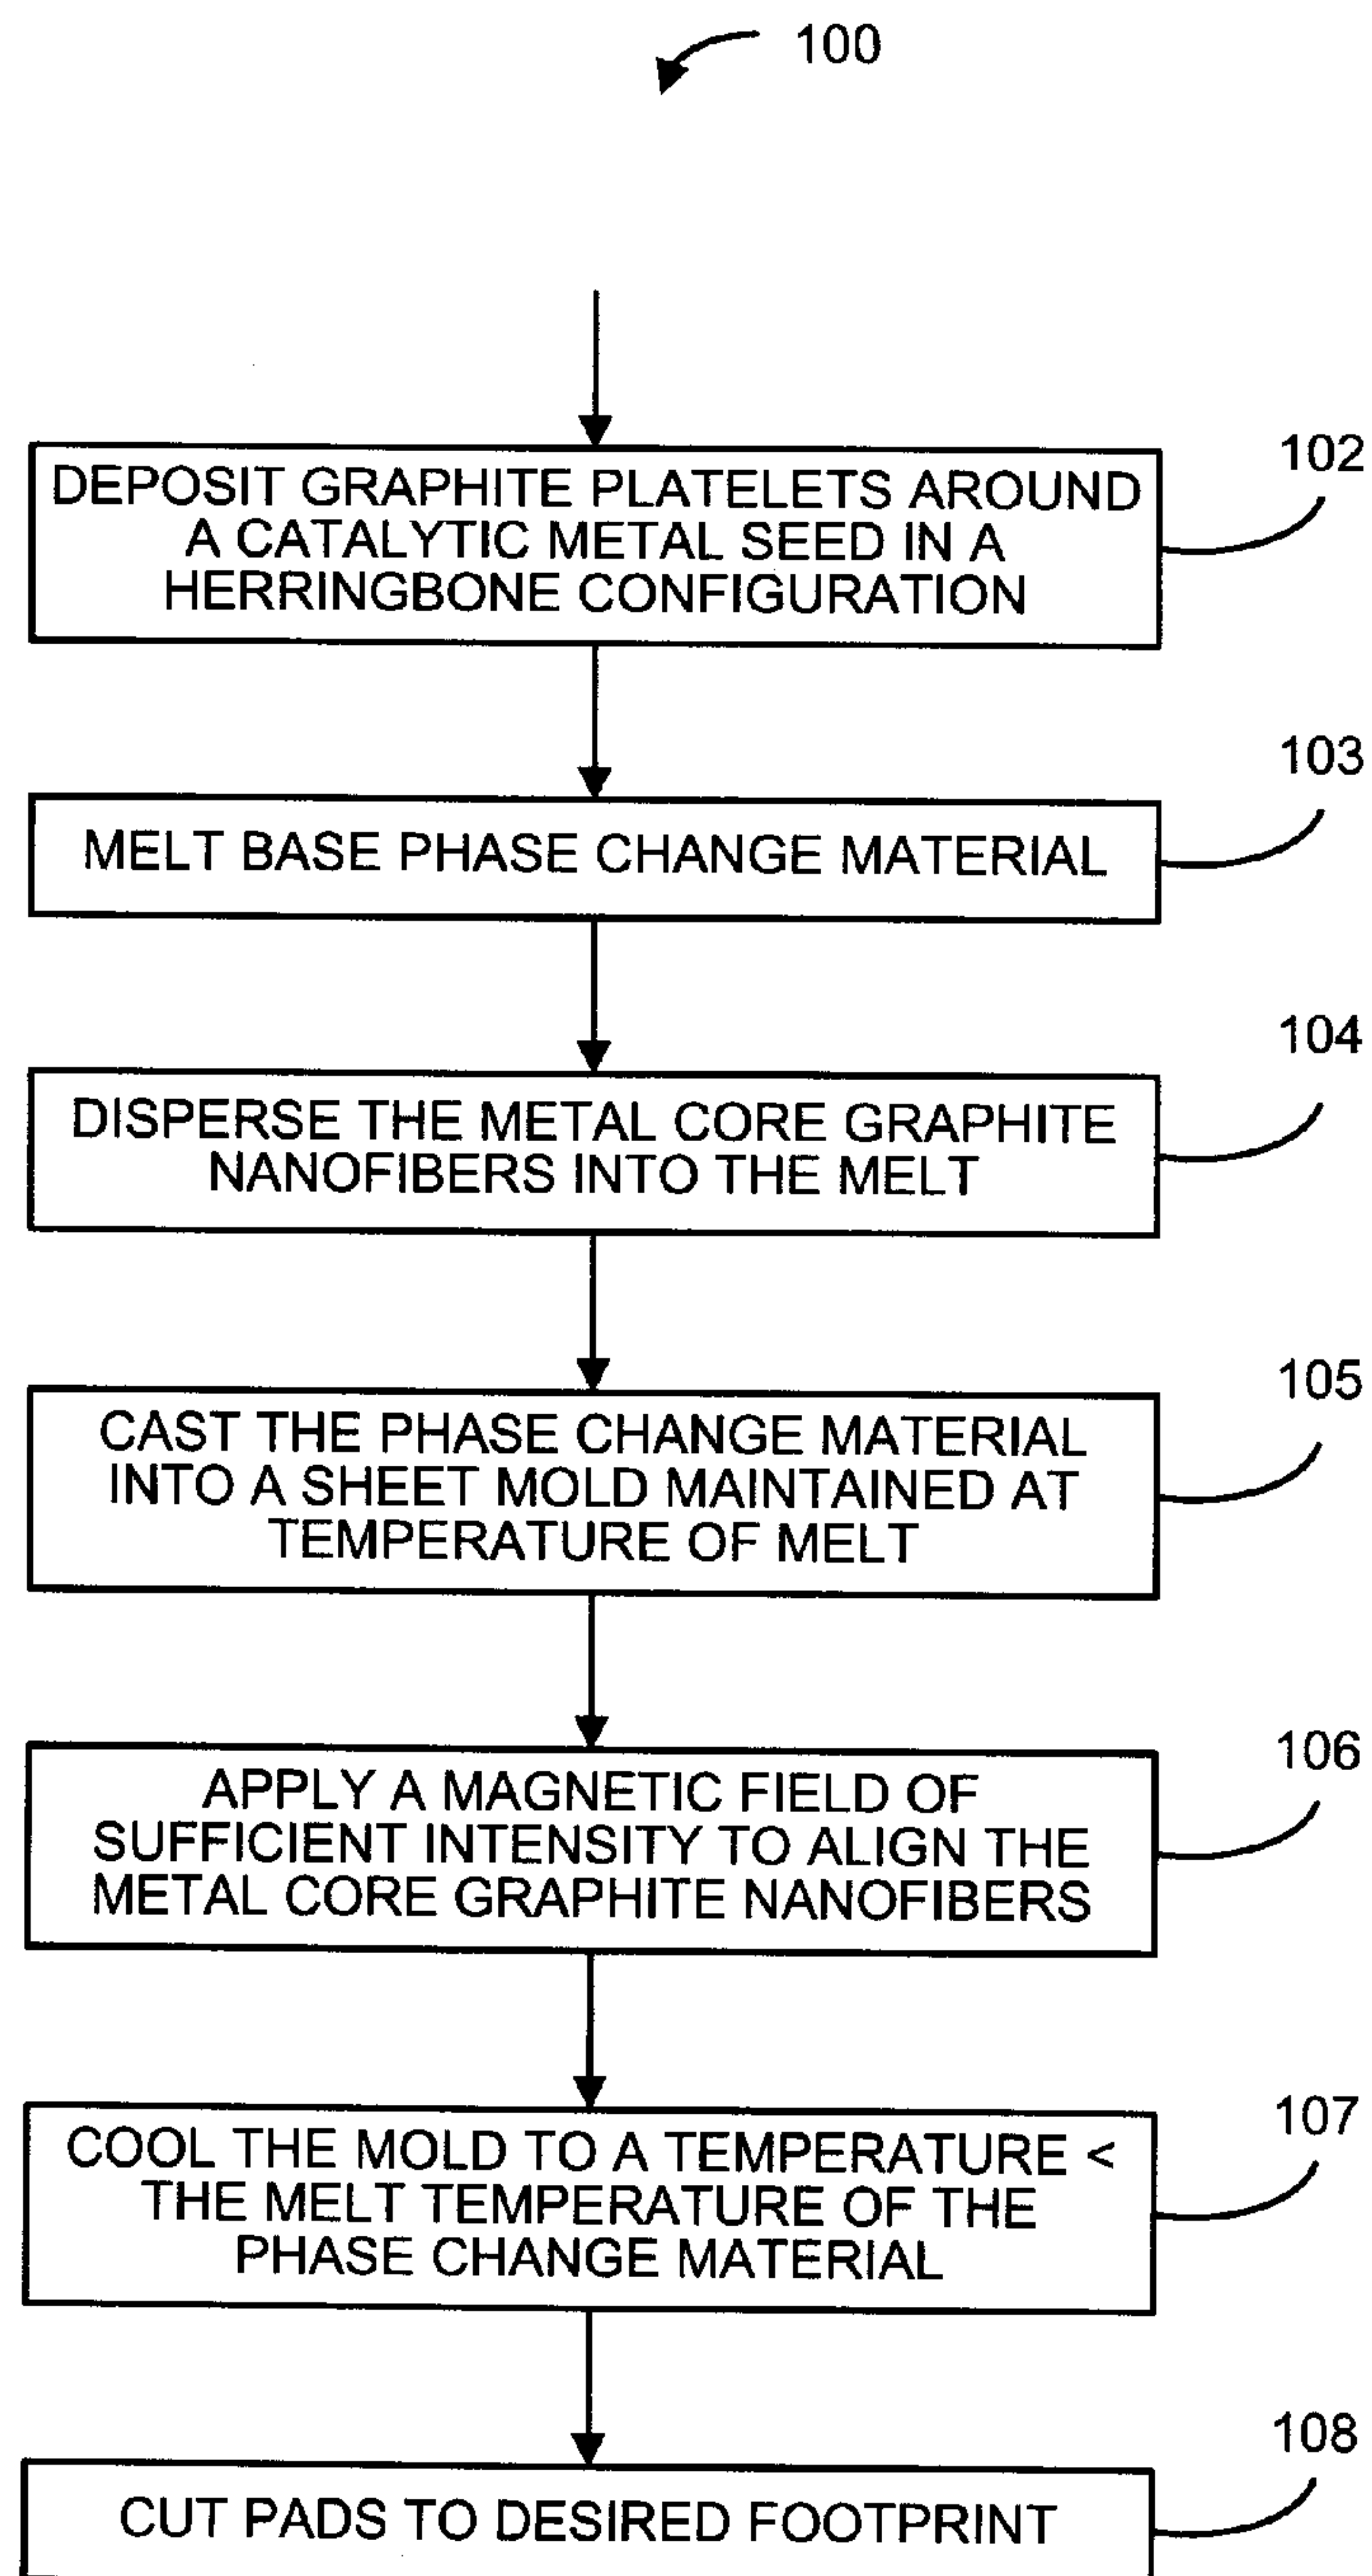 100
DEPOSIT GRAPHITE PLATELETS AROUND
A CATALYTIC METAL SEED IN A
HERRINGBONE CONFIGURATION
102
MELT BASE PHASE CHANGE MATERIAL
103
DISPERSE THE METAL CORE GRAPHITE
NANOFIBERS INTO THE MELT
104
CAST THE PHASE CHANGE MATERIAL
INTO A SHEET MOLD MAINTAINED AT
TEMPERATURE OF MELT
105
APPLY A MAGNETIC FIELD OF
SUFFICIENT INTENSITY TO ALIGN THE
METAL CORE GRAPHITE NANOFIBERS
106
COOL THE MOLD TO A TEMPERATURE <
THE MELT TEMPERATURE OF THE
PHASE CHANGE MATERIAL
107
CUT PADS TO DESIRED FOOTPRINT
108